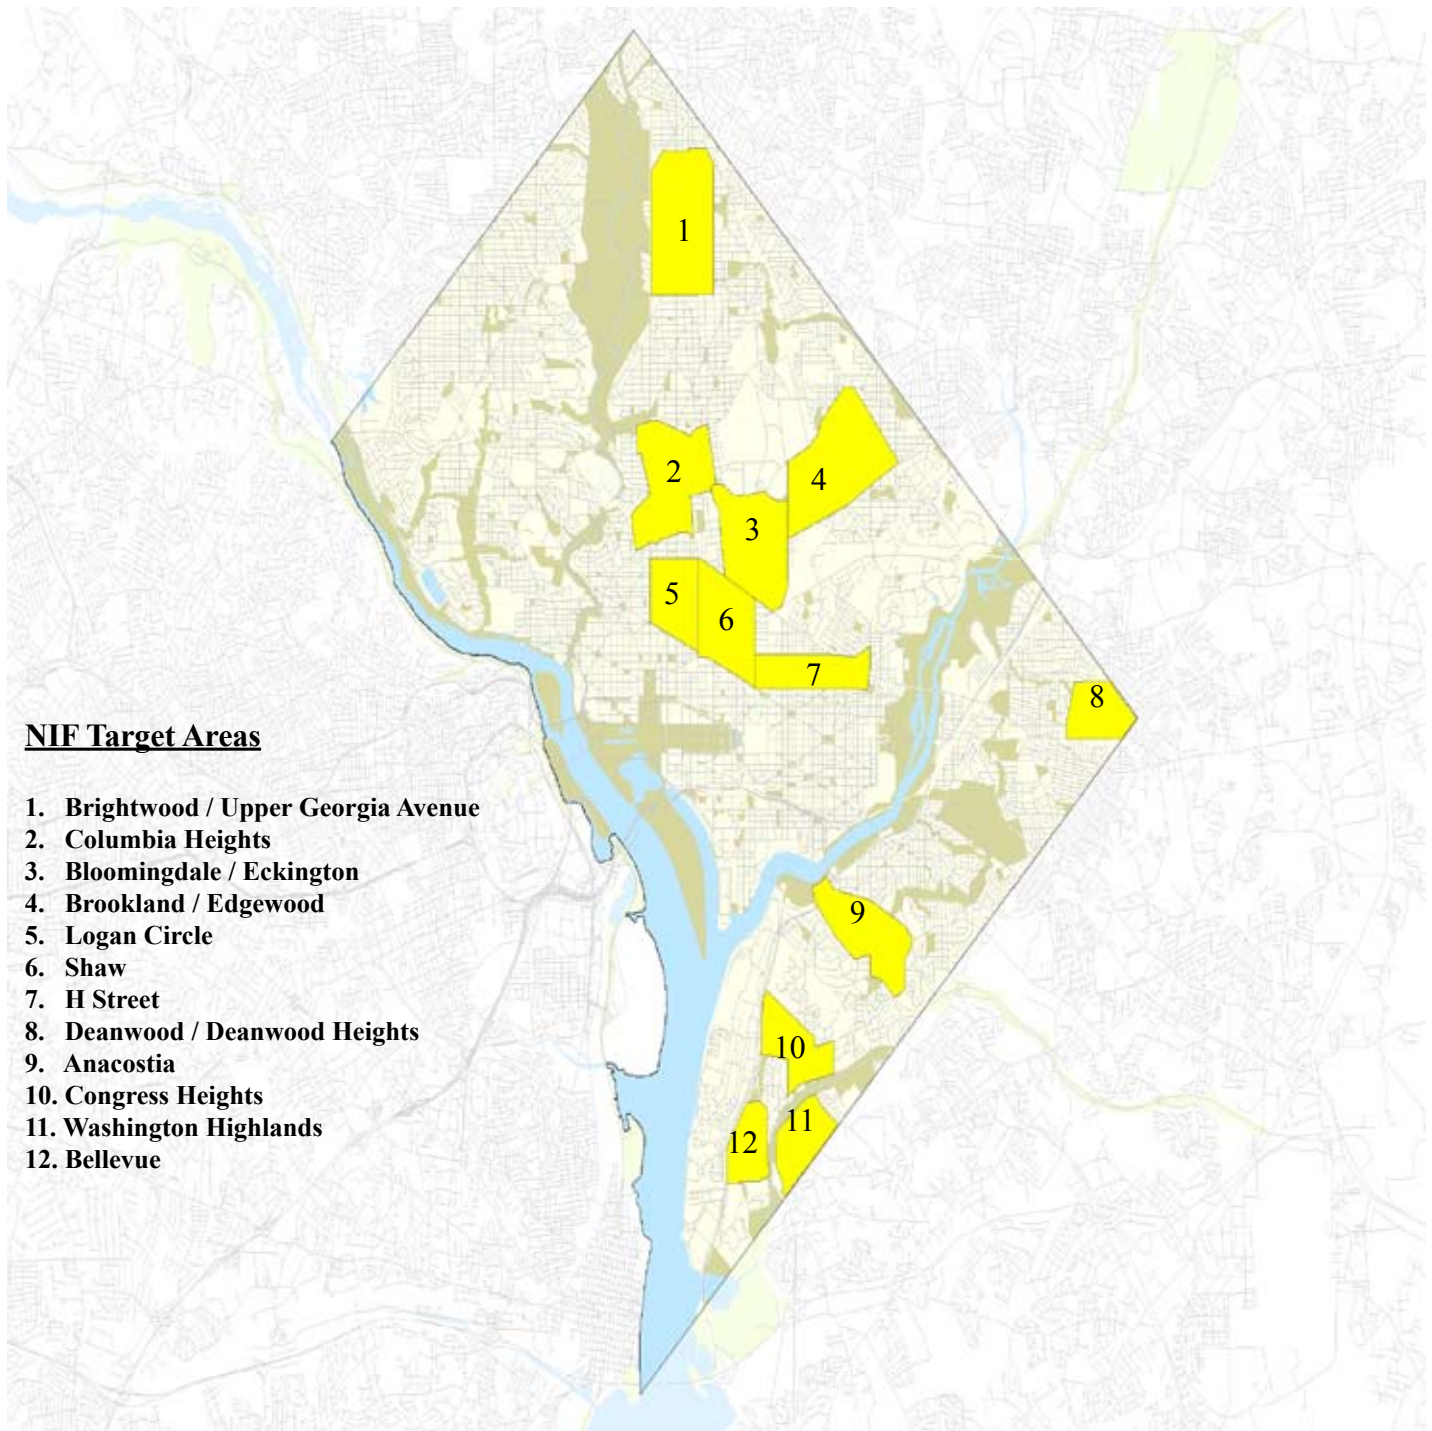 1
2
4
3
5
6
7
8
NIF Target Areas
1. Brightwood / Upper Georgia Avenue
2. Columbia Heights
3. Bloomingdale / Eckington
4. Brookland / Edgewood
5. Logan Circle
6. Shaw
7. H Street
8. Deanwood / Deanwood Heights
9. Anacostia
10. Congress Heights
11. Washington Highlands
12. Bellevue
9
10
11
12